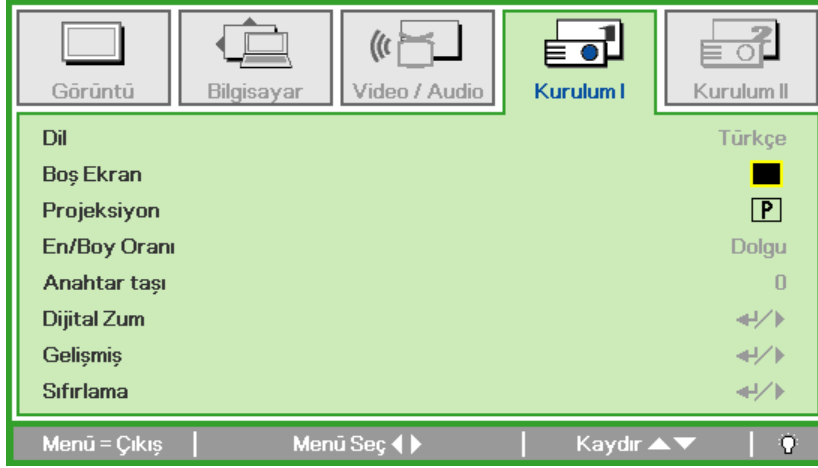 Görüntü Bilgisayar Video / Audio Kurulum I Kurulum II
Dil Türkçe
Boş Ekran
Projeksiyon P
En/Boy Oranı Dolgu
Anahtar taşı 0
Dijital Zum
Gelişmiş
Sıfırlama
Menü = Çıkış Menü Seç Kaydır